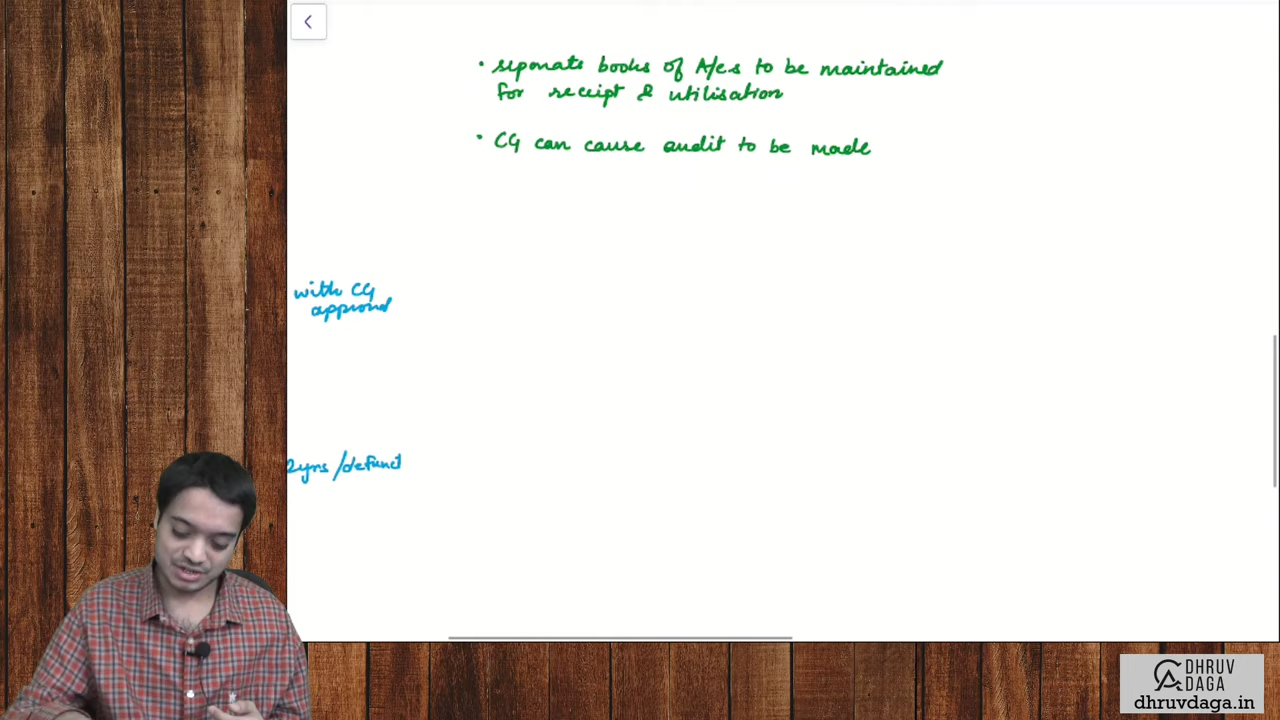 • separate books of A/cs to be maintained
for receipt & utilisation
• CG can cause audit to be made
with CG
approval
2yrs/defunct
DHRUV
DAGA
dhruvdaga.in